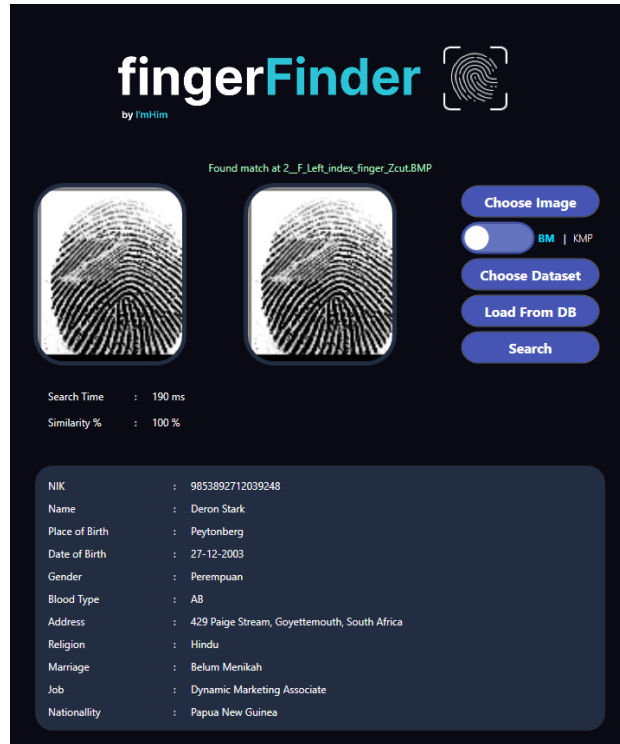 fingerFinder
by I'mHim
Found match at 2__F_Left_index_finger_Zcut.BMP
Choose Image
BM | KMP
Choose Dataset
Load From DB
Search
Search Time : 190 ms
Similarity % : 100 %
NIK : 9853892712039248
Name : Deron Stark
Place of Birth : Peytonberg
Date of Birth : 27-12-2003
Gender : Perempuan
Blood Type : AB
Address : 429 Paige Stream, Goyettemouth, South Africa
Religion : Hindu
Marriage : Belum Menikah
Job : Dynamic Marketing Associate
Nationallity : Papua New Guinea